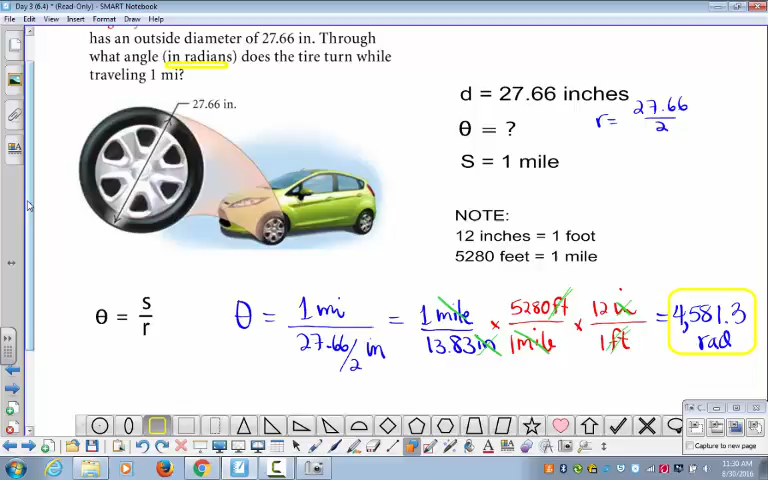 Day 3 (6.4) * (Read-Only) - SMART Notebook
File Edit View Insert Format Tools Draw Help
has an outside diameter of 27.66 in. Through
what angle (in radians) does the tire turn while
traveling 1 mi?
27.66 in.
d = 27.66 inches
r = 27.66/2
θ = ?
S = 1 mile
NOTE:
12 inches = 1 foot
5280 feet = 1 mile
θ = s/r
θ = 1 mi / 27.66/2 in = 1 mile / 13.83 in × 5280 ft / 1 mile × 12 in / 1 ft = 4,581.3 rad
Capture to new page
11:30 AM
8/30/2016